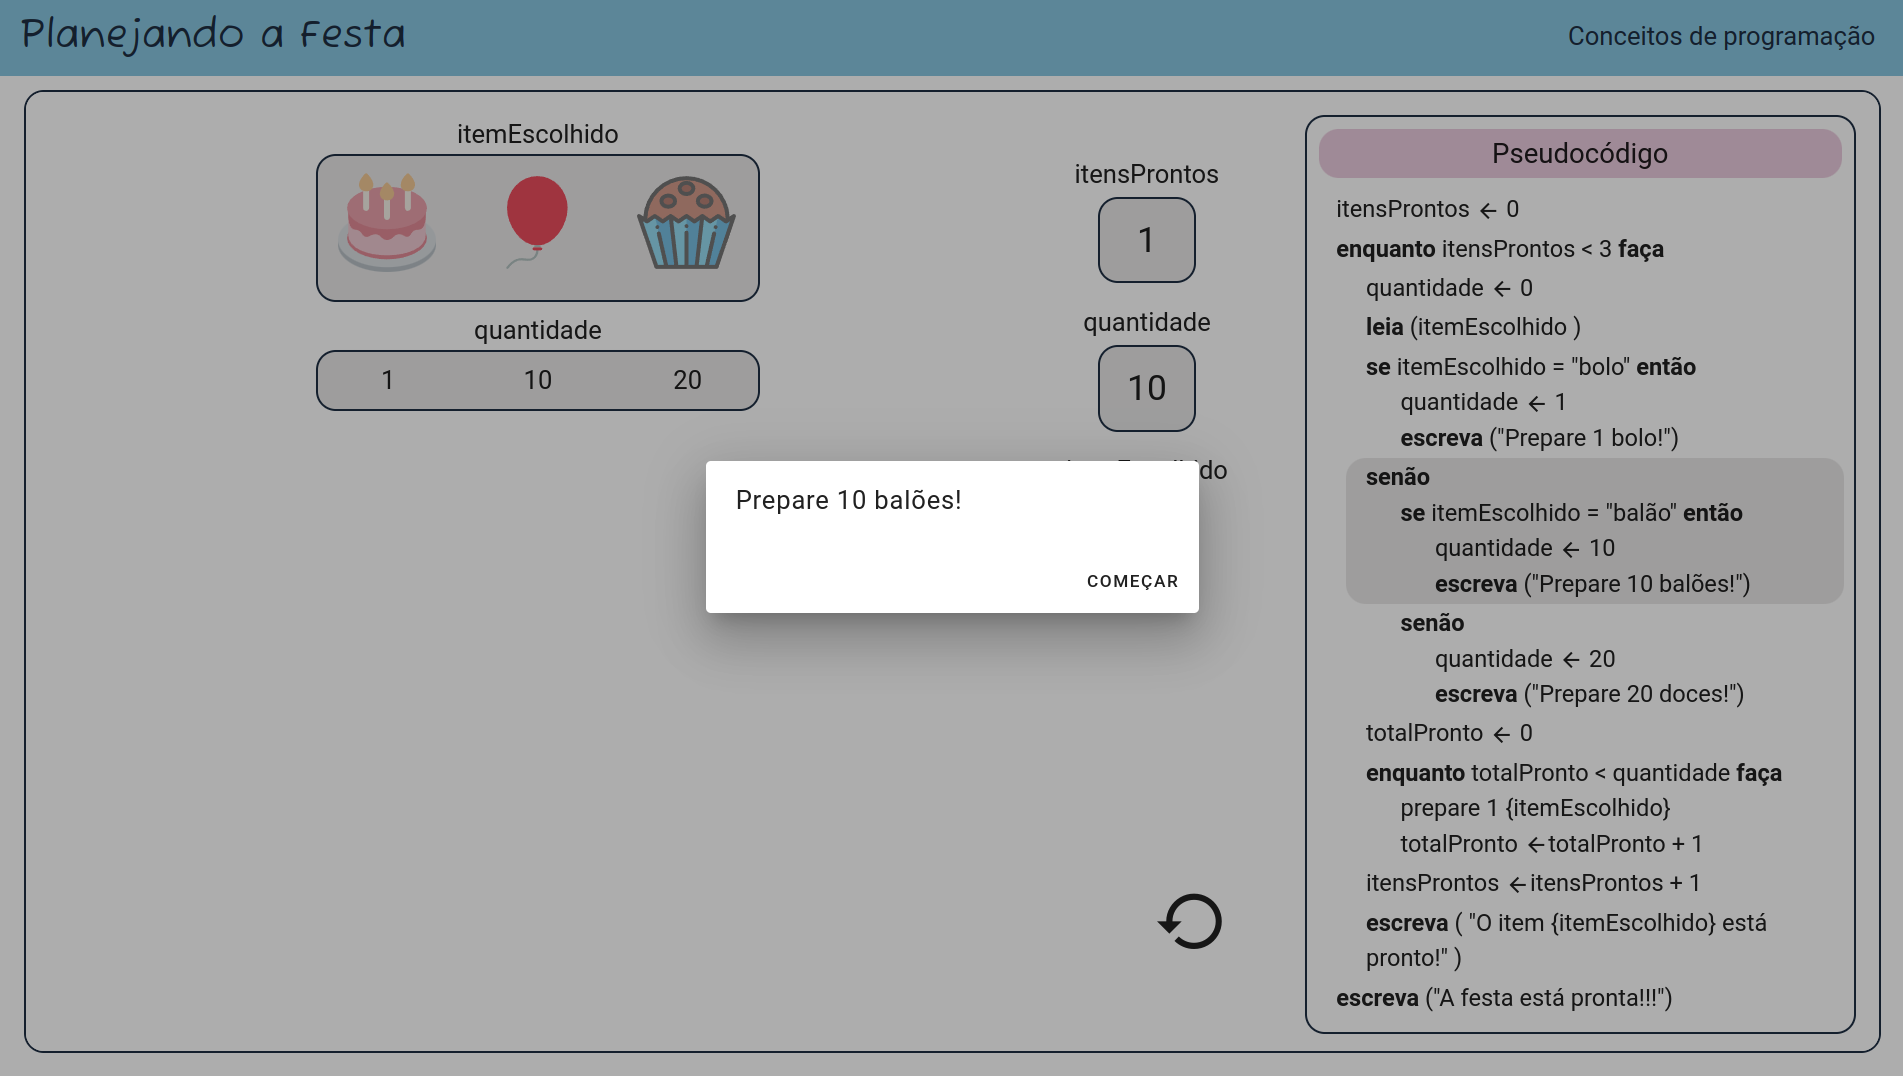 Planejando a Festa
Conceitos de programação
itemEscolhido
quantidade
1 10 20
itensProntos
1
quantidade
10
Prepare 10 balões!
COMEÇAR
Pseudocódigo
itensProntos ← 0
enquanto itensProntos < 3 faça
quantidade ← 0
leia (itemEscolhido )
se itemEscolhido = "bolo" então
quantidade ← 1
escreva ("Prepare 1 bolo!")
senão
se itemEscolhido = "balão" então
quantidade ← 10
escreva ("Prepare 10 balões!")
senão
quantidade ← 20
escreva ("Prepare 20 doces!")
totalPronto ← 0
enquanto totalPronto < quantidade faça
prepare 1 {itemEscolhido}
totalPronto ←totalPronto + 1
itensProntos ←itensProntos + 1
escreva ( "O item {itemEscolhido} está
pronto!" )
escreva ("A festa está pronta!!!")